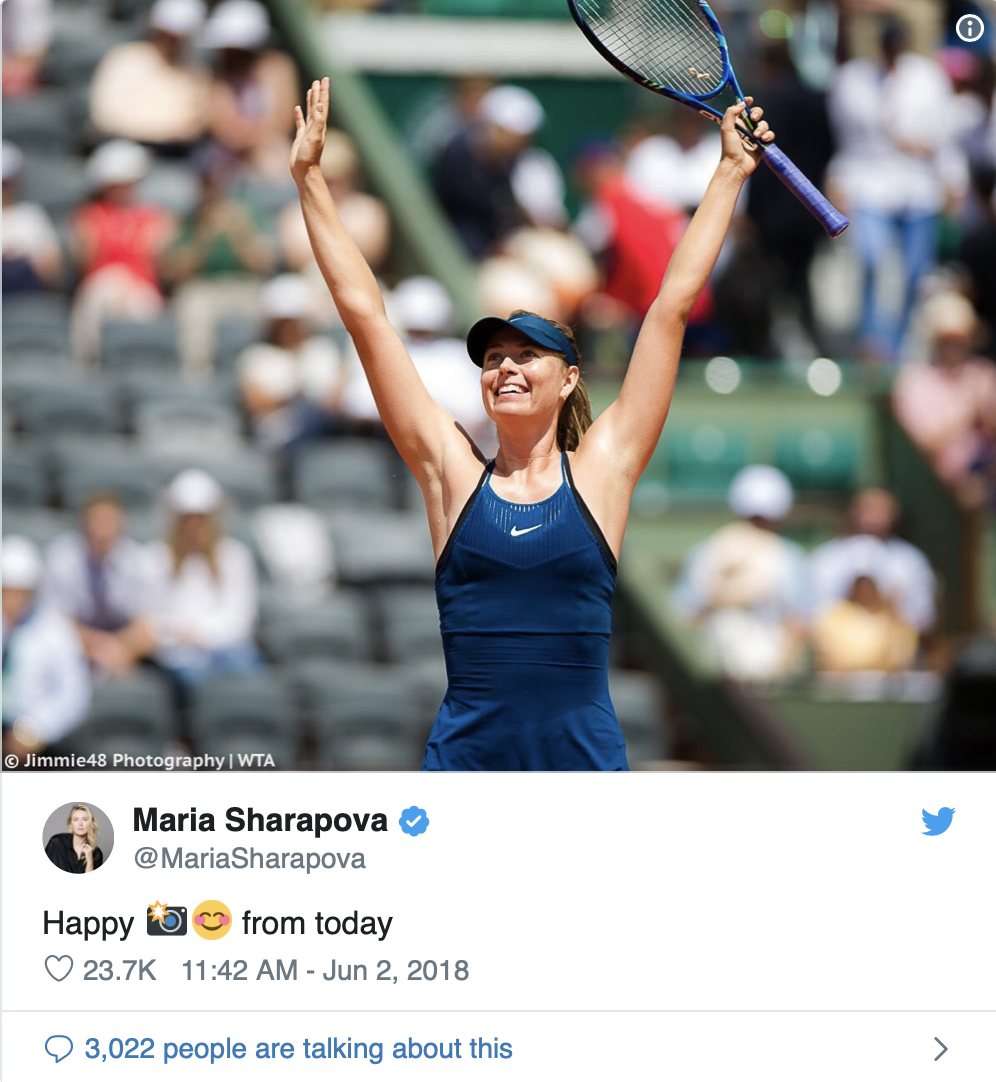 © Jimmie48 Photography | WTA
Maria Sharapova
@MariaSharapova
Happy 📸😊 from today
23.7K 11:42 AM - Jun 2, 2018
3,022 people are talking about this